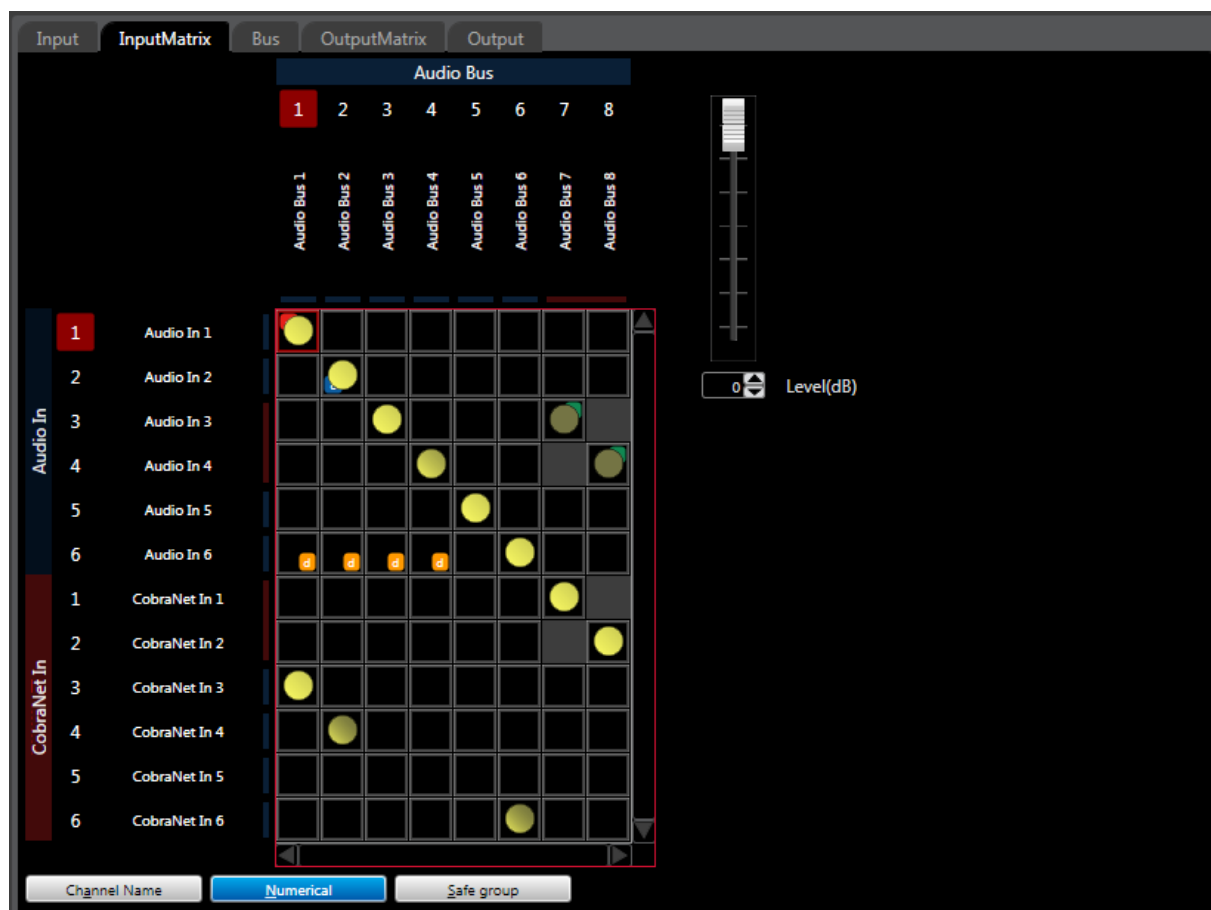 Input InputMatrix Bus OutputMatrix Output
Audio Bus
1 2 3 4 5 6 7 8
Audio Bus 1 Audio Bus 2 Audio Bus 3 Audio Bus 4 Audio Bus 5 Audio Bus 6 Audio Bus 7 Audio Bus 8
Audio In
1 Audio In 1
2 Audio In 2
3 Audio In 3
4 Audio In 4
5 Audio In 5
6 Audio In 6 d d d d
CobraNet In
1 CobraNet In 1
2 CobraNet In 2
3 CobraNet In 3
4 CobraNet In 4
5 CobraNet In 5
6 CobraNet In 6
0 Level(dB)
Channel Name Numerical Safe group